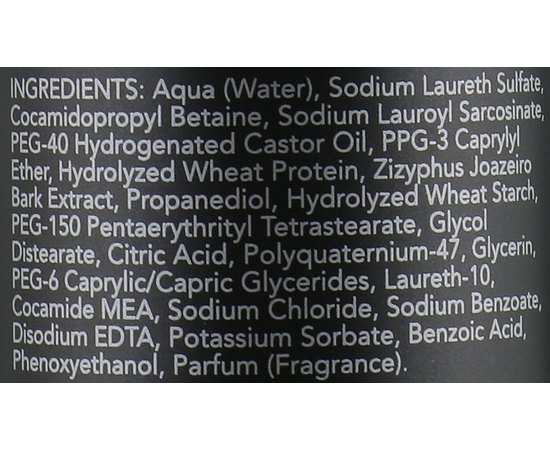 INGREDIENTS: Aqua (Water), Sodium Laureth Sulfate,
Cocamidopropyl Betaine, Sodium Lauroyl Sarcosinate,
PEG-40 Hydrogenated Castor Oil, PPG-3 Caprylyl
Ether, Hydrolyzed Wheat Protein, Zizyphus Joazeiro
Bark Extract, Propanediol, Hydrolyzed Wheat Starch,
PEG-150 Pentaerythrityl Tetrastearate, Glycol
Distearate, Citric Acid, Polyquaternium-47, Glycerin,
PEG-6 Caprylic/Capric Glycerides, Laureth-10,
Cocamide MEA, Sodium Chloride, Sodium Benzoate,
Disodium EDTA, Potassium Sorbate, Benzoic Acid,
Phenoxyethanol, Parfum (Fragrance).